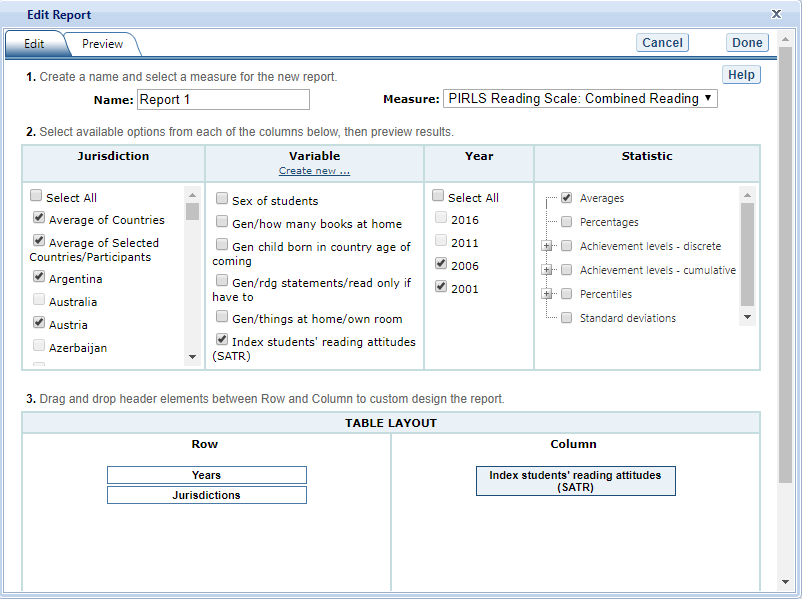 Edit Report
X
Edit
Preview
Cancel
Done
1. Create a name and select a measure for the new report.
Help
Name: Report 1
Measure: PIRLS Reading Scale: Combined Reading
2. Select available options from each of the columns below, then preview results.
Jurisdiction
Select All
Average of Countries
Average of Selected
Countries/Participants
Argentina
Australia
Austria
Azerbaijan
Variable
Create new ...
Sex of students
Gen/how many books at home
Gen child born in country age of
coming
Gen/rdg statements/read only if
have to
Gen/things at home/own room
Index students' reading attitudes
(SATR)
Year
Select All
2016
2011
2006
2001
Statistic
Averages
Percentages
Achievement levels - discrete
Achievement levels - cumulative
Percentiles
Standard deviations
3. Drag and drop header elements between Row and Column to custom design the report.
TABLE LAYOUT
Row
Years
Jurisdictions
Column
Index students' reading attitudes
(SATR)